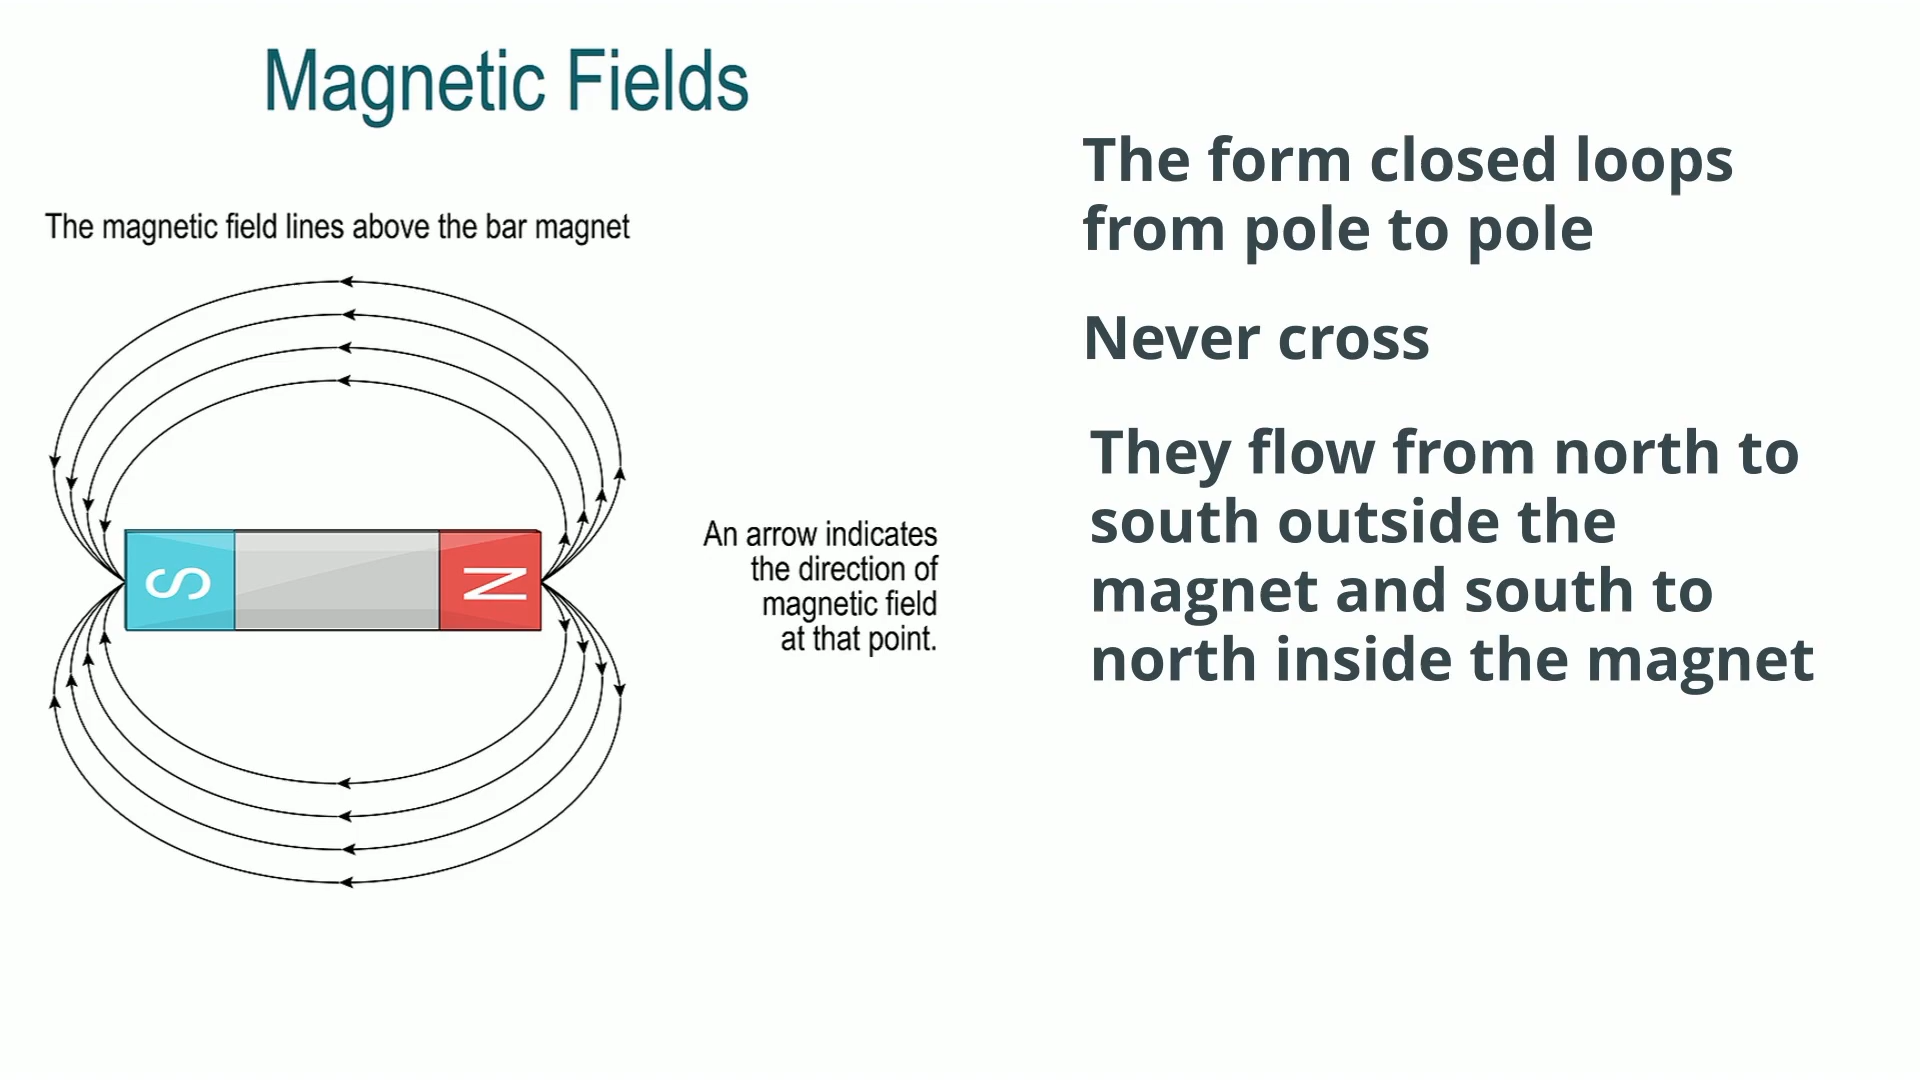 Magnetic Fields
The magnetic field lines above the bar magnet
S
N
An arrow indicates
the direction of
magnetic field
at that point.
The form closed loops
from pole to pole
Never cross
They flow from north to
south outside the
magnet and south to
north inside the magnet